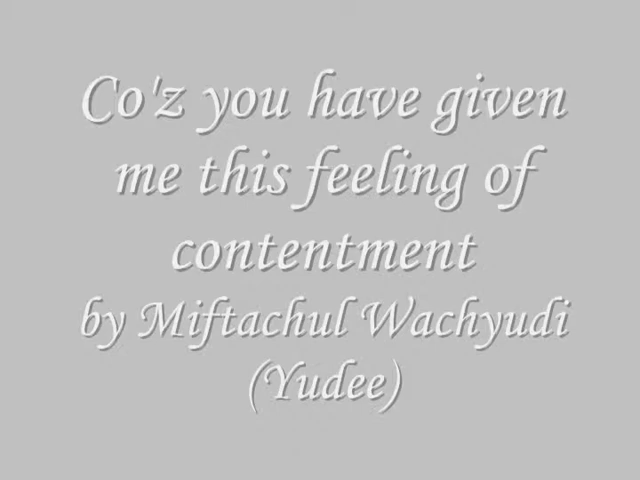 Co'z you have given
me this feeling of
contentment
by Miftachul Wachyudi
(Yudee)